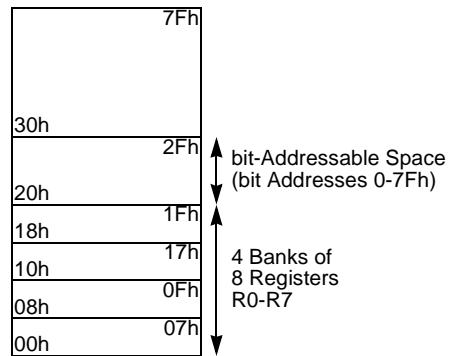 7Fh
30h
2Fh
bit-Addressable Space
(bit Addresses 0-7Fh)
20h
1Fh
18h
17h
4 Banks of
8 Registers
R0-R7
10h
0Fh
08h
07h
00h